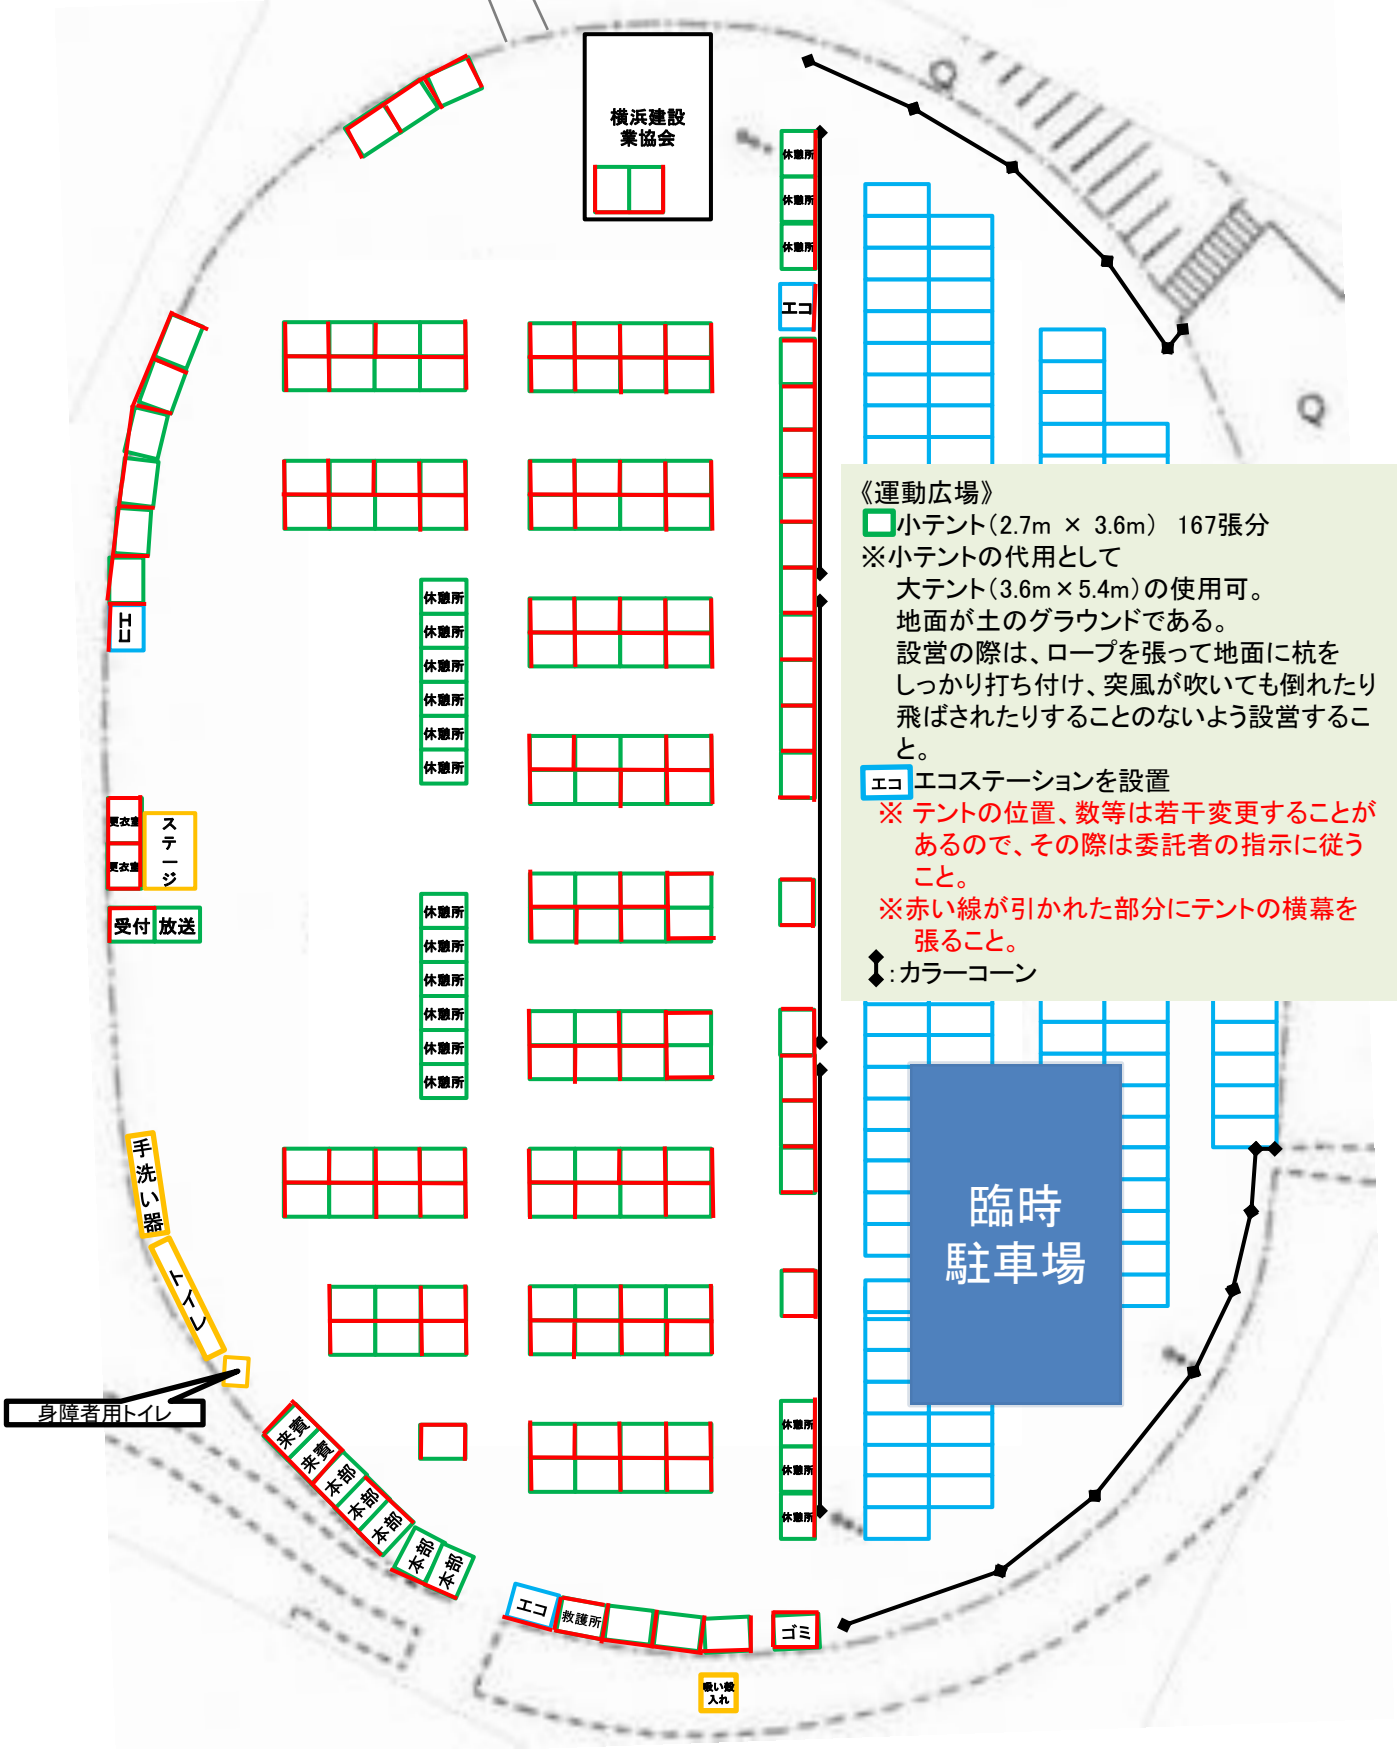 横浜建設
業協会
休憩所
休憩所
休憩所
エコ
《運動広場》
小テント（2.7m × 3.6m） 167張分
※小テントの代用として
大テント（3.6m×5.4m）の使用可。
地面が土のグラウンドである。
設営の際は、ロープを張って地面に杭を
しっかり打ち付け、突風が吹いても倒れたり
飛ばされたりすることのないよう設営するこ
と。
エコ エコステーションを設置
※ テントの位置、数等は若干変更することが
あるので、その際は委託者の指示に従う
こと。
※赤い線が引かれた部分にテントの横幕を
張ること。
：カラーコーン
休憩所
休憩所
休憩所
休憩所
休憩所
休憩所
エコ
更衣室
更衣室
ステージ
受付 放送
休憩所
休憩所
休憩所
休憩所
休憩所
休憩所
手洗い器
トイレ
身障者用トイレ
臨時
駐車場
来賓
来賓
本部
本部
本部
本部
本部
休憩所
休憩所
休憩所
エコ
救護所
ゴミ
吸い殻
入れ